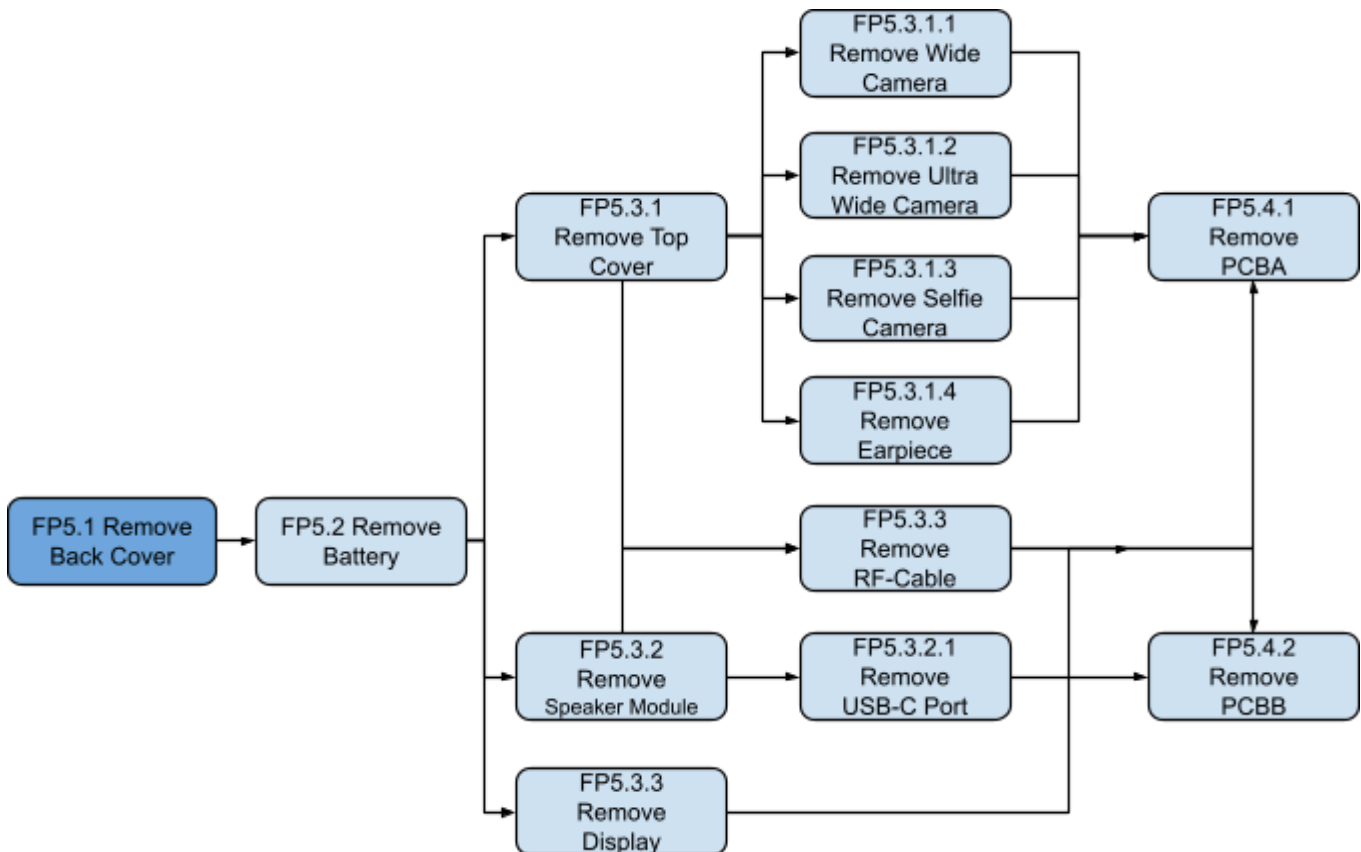 FP5.3.1.1
Remove Wide
Camera
FP5.3.1.2
Remove Ultra
Wide Camera
FP5.3.1
Remove Top
Cover
FP5.4.1
Remove
PCBA
FP5.3.1.3
Remove Selfie
Camera
FP5.3.1.4
Remove
Earpiece
FP5.1 Remove
Back Cover
FP5.2 Remove
Battery
FP5.3.3
Remove
RF-Cable
FP5.3.2
Remove
Speaker Module
FP5.3.2.1
Remove
USB-C Port
FP5.4.2
Remove
PCBB
FP5.3.3
Remove
Display